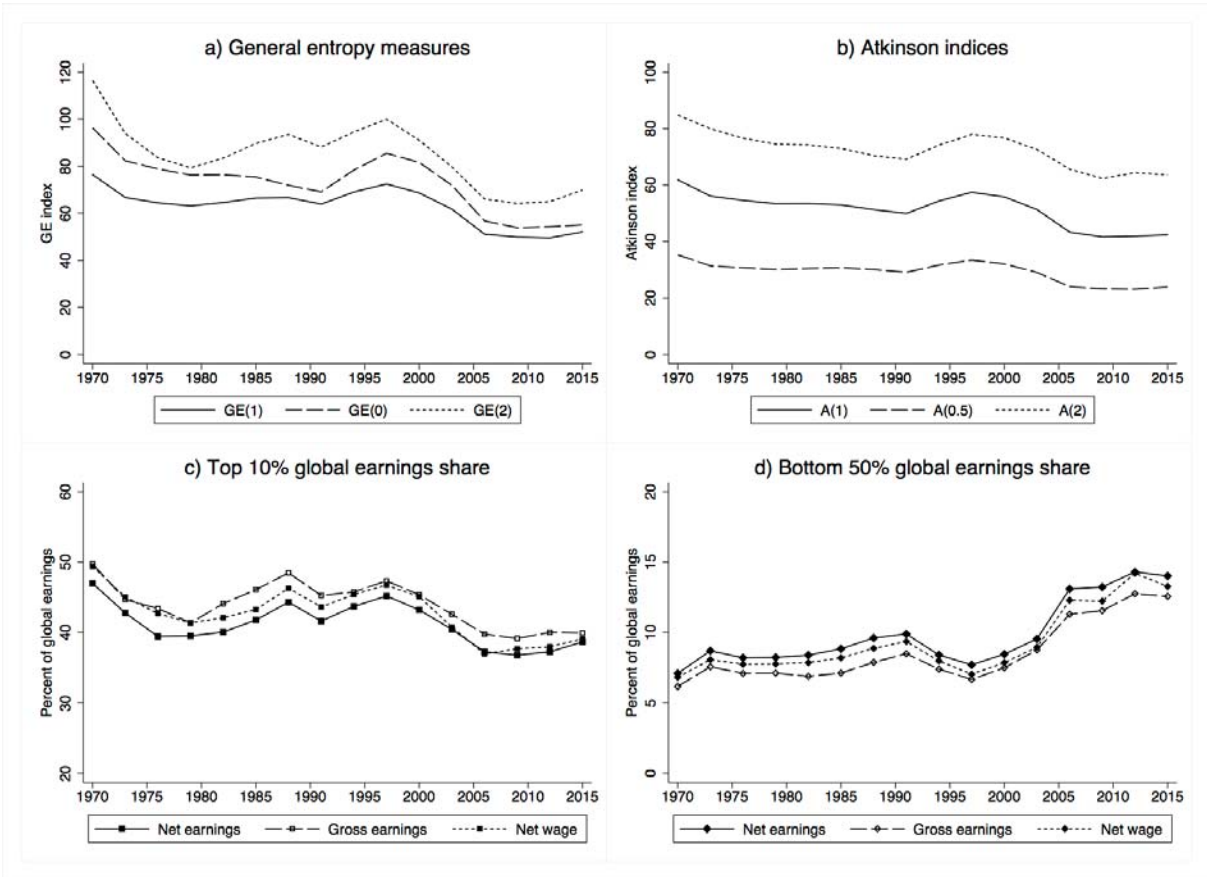 a) General entropy measures
GE index
0 20 40 60 80 100 120
1970 1975 1980 1985 1990 1995 2000 2005 2010 2015
GE(1) GE(0) GE(2)
b) Atkinson indices
Atkinson index
0 20 40 60 80 100
1970 1975 1980 1985 1990 1995 2000 2005 2010 2015
A(1) A(0.5) A(2)
c) Top 10% global earnings share
Percent of global earnings
20 30 40 50 60
1970 1975 1980 1985 1990 1995 2000 2005 2010 2015
Net earnings Gross earnings Net wage
d) Bottom 50% global earnings share
Percent of global earnings
0 5 10 15 20
1970 1975 1980 1985 1990 1995 2000 2005 2010 2015
Net earnings Gross earnings Net wage